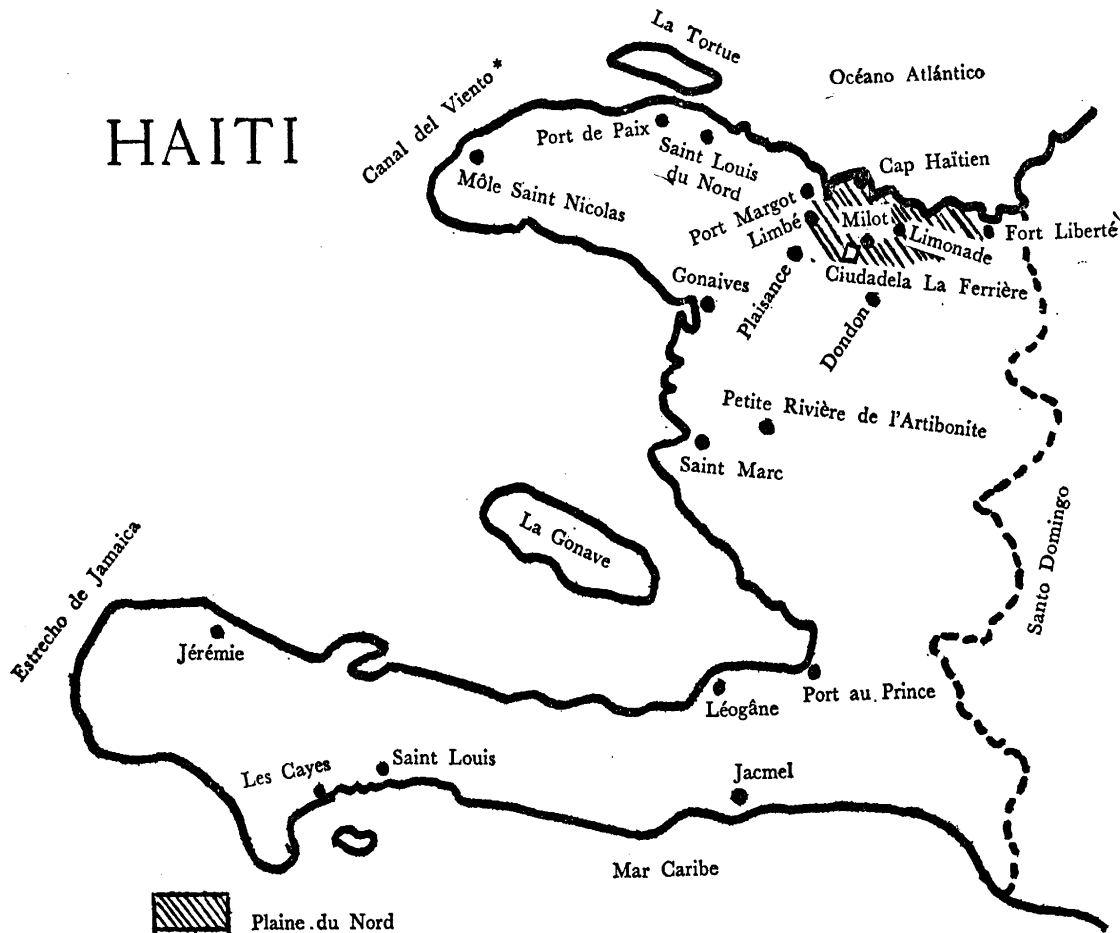 La Tortue
Océano Atlántico
HAITI
Canal del Viento*
Port de Paix
Saint Louis
du Nord
Cap Haïtien
Môle Saint Nicolas
Port Margot
Limbé
Milot
Limonade
Fort Libertè
Gonaives
Plaisance
Ciudadela La Ferrière
Dondon
Petite Rivière de l'Artibonite
Saint Marc
La Gonave
Santo Domingo
Estrecho de Jamaica
Jérémie
Léogâne
Port au Prince
Les Cayes
Saint Louis
Jacmel
Mar Caribe
Plaine du Nord